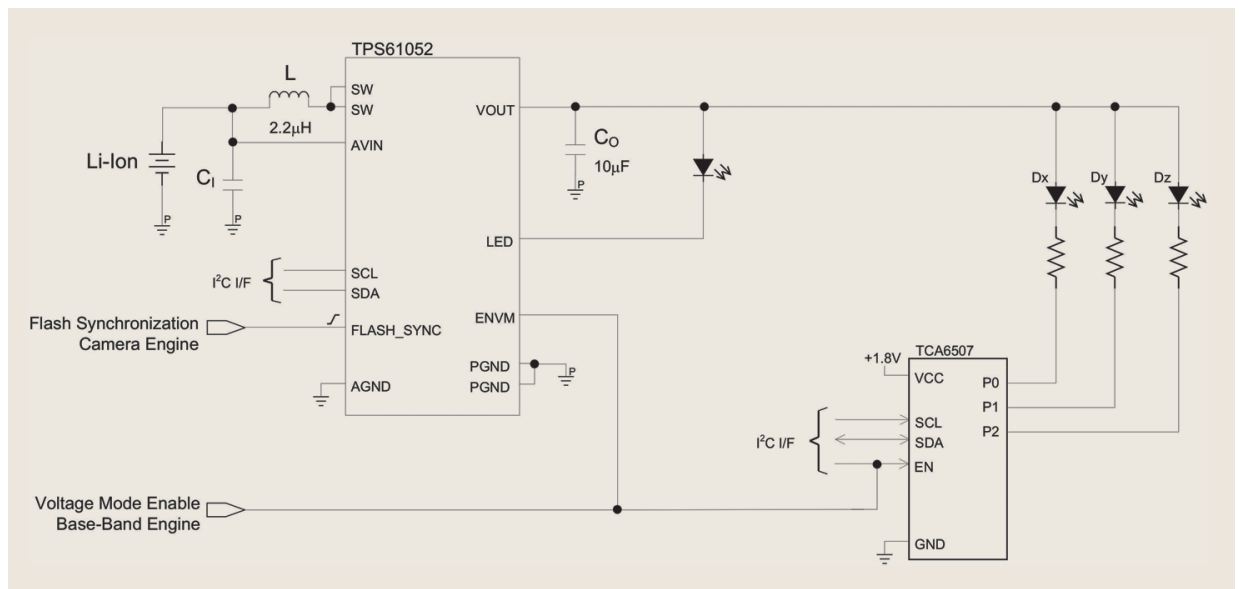 TPS61052
L
2.2μH
Li-Ion
C_I
P
P
SW
SW
AVIN
VOUT
C_O
10μF
P
LED
I²C I/F
SCL
SDA
Flash Synchronization
Camera Engine
FLASH_SYNC
ENVM
PGND
PGND
P
AGND
Dx
Dy
Dz
TCA6507
+1.8V
VCC
P0
P1
P2
I²C I/F
SCL
SDA
EN
GND
Voltage Mode Enable
Base-Band Engine